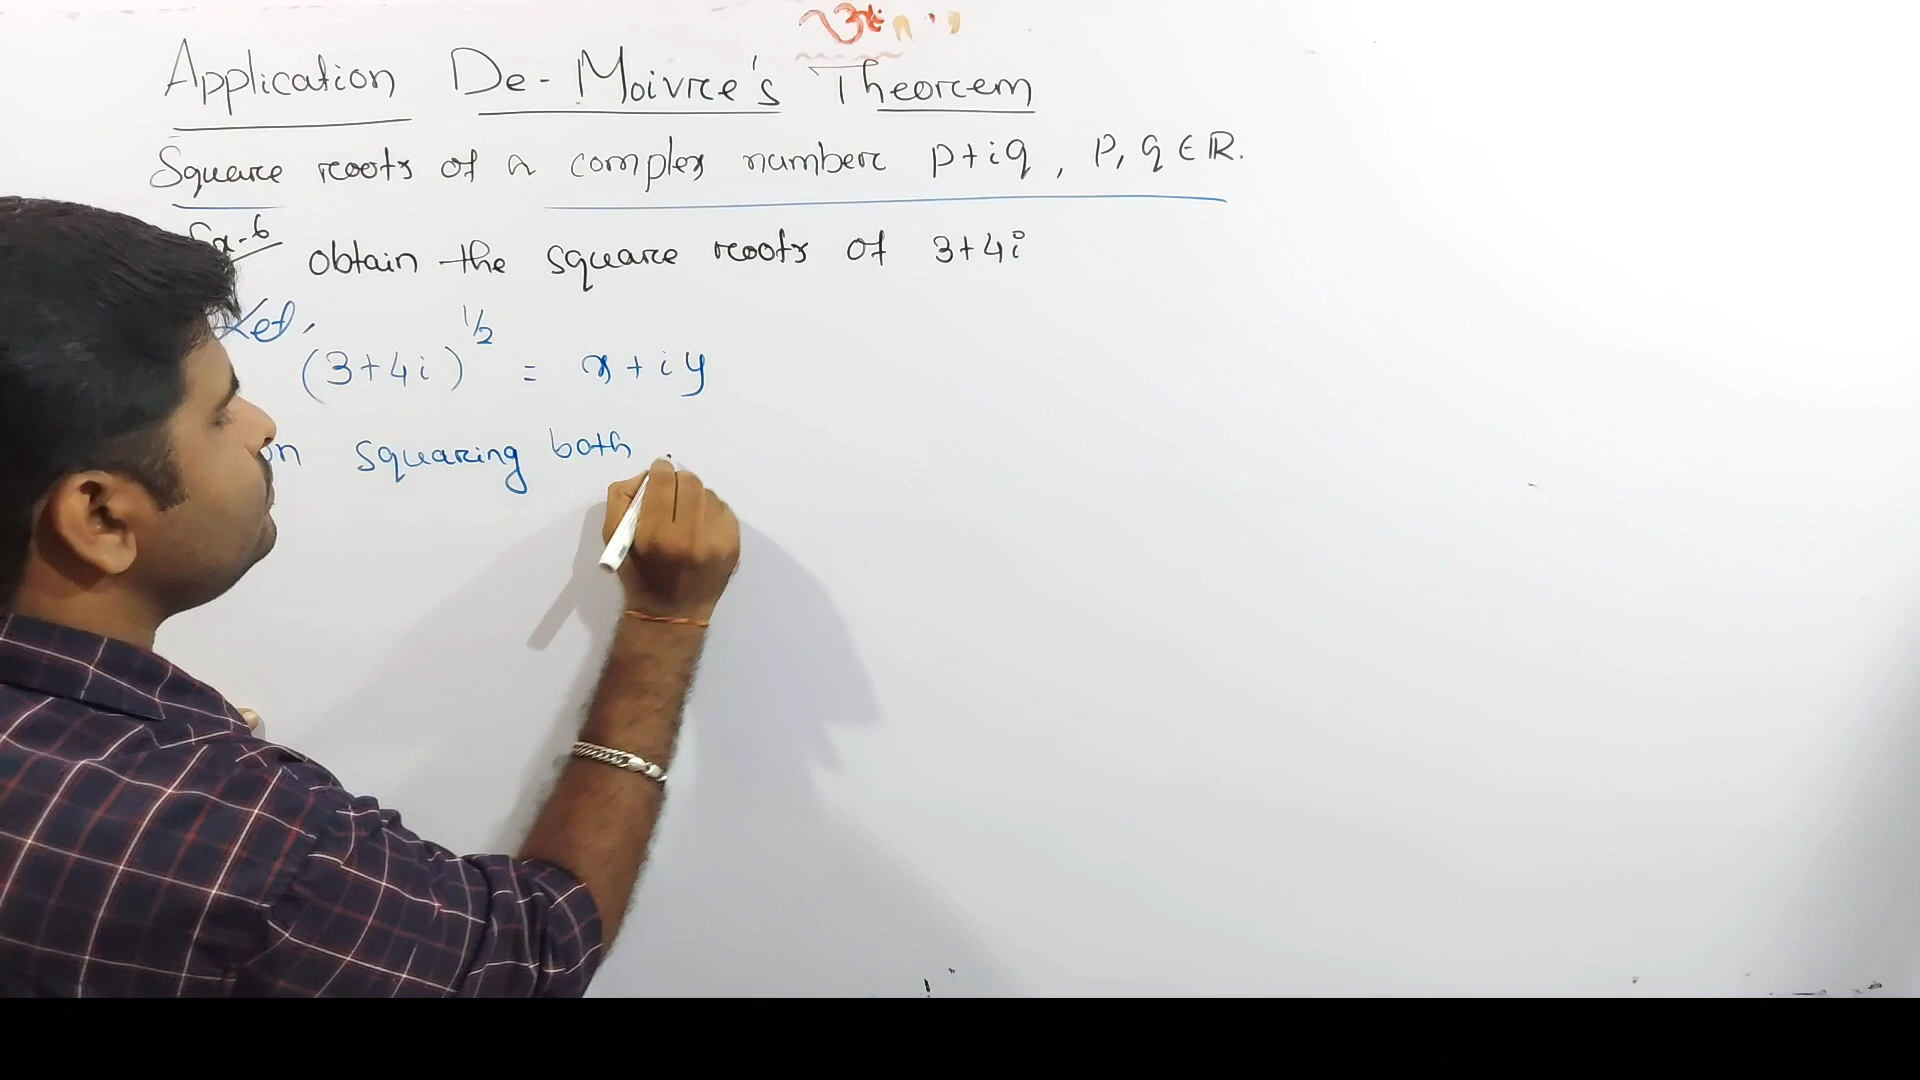 Application De-Moivre's Theorem
Square roots of a complex number p+iq, p, q ∈ ℝ.
Ex-6 obtain the square roots of 3+4i
Let,
(3+4i)^1/2 = x+iy
on squaring both